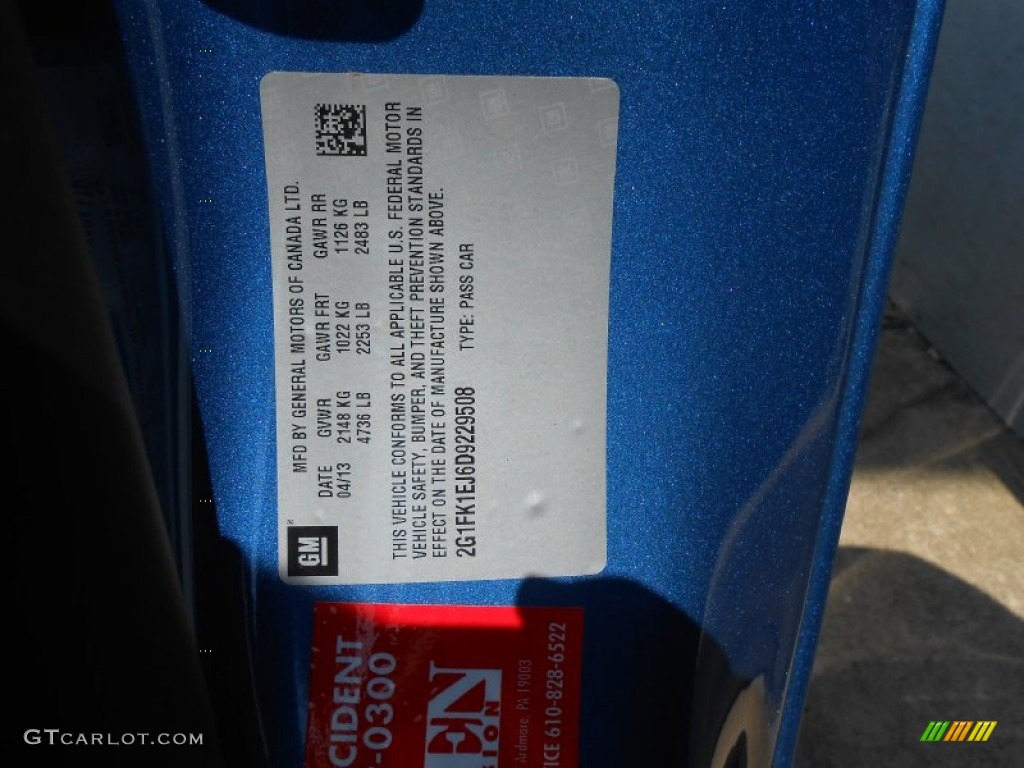 MFD BY GENERAL MOTORS OF CANADA LTD.
DATE GVWR GAWR FRT GAWR RR
04/13 2148 KG 1022 KG 1126 KG
4736 LB 2253 LB 2483 LB
GM
THIS VEHICLE CONFORMS TO ALL APPLICABLE U.S. FEDERAL MOTOR
VEHICLE SAFETY, BUMPER, AND THEFT PREVENTION STANDARDS IN
EFFECT ON THE DATE OF MANUFACTURE SHOWN ABOVE.
2G1FK1EJ6D9229508 TYPE: PASS CAR
CIDENT
-0300
EN
SION
Ardmore, PA 19003
ICE 610-828-6522
GTCARLOT.COM